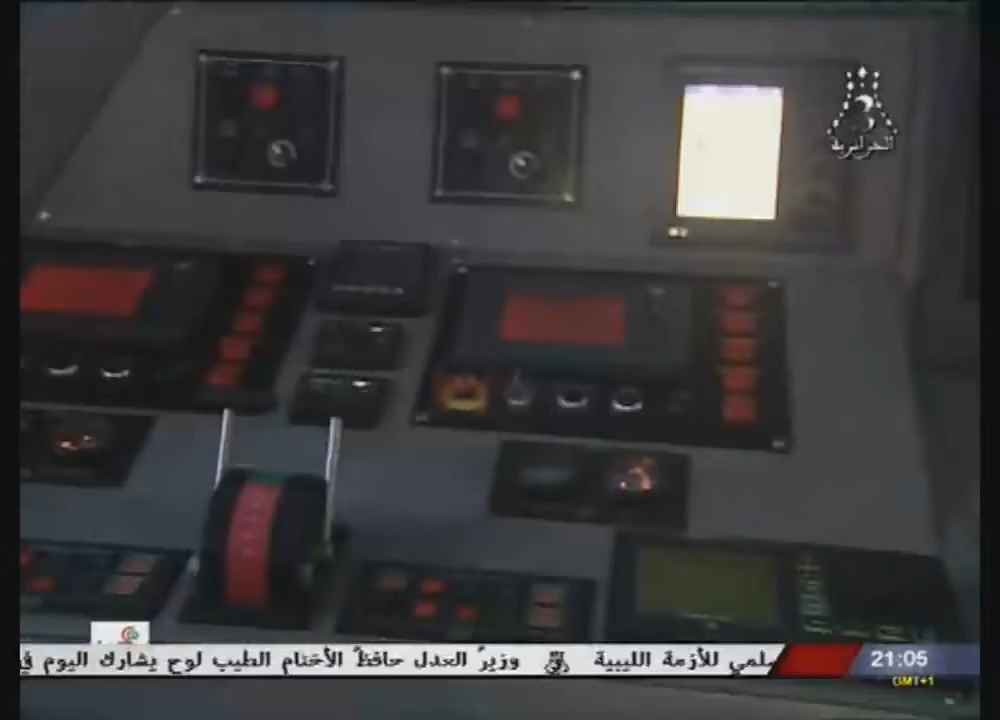 الجزائرية
سلمي للأزمة الليبية وزير العدل حافظ الأختام الطيب لوح يشارك اليوم في
21:05
GMT+1